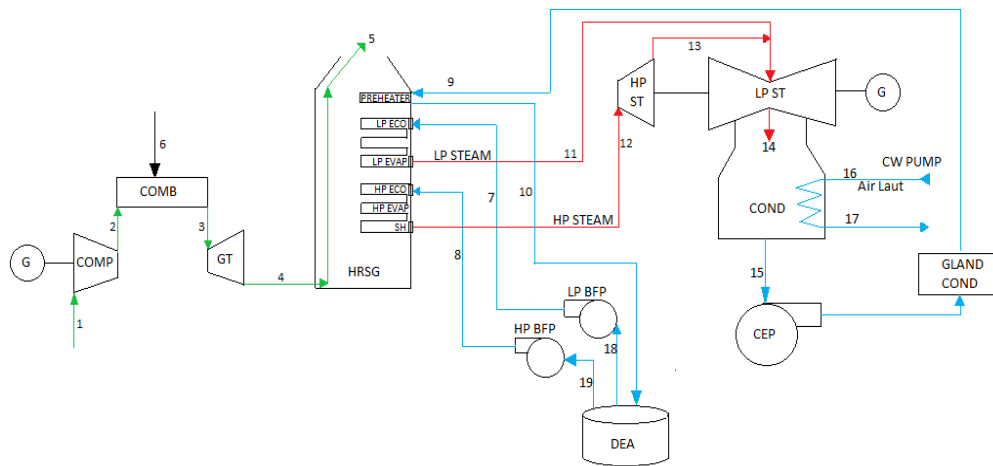 5
9
13
PREHEATER
HP
ST
LP ST
G
6
LP ECO
LP EVAP
LP STEAM
11
12
14
CW PUMP
16
Air Laut
COMB
7
10
HP ECO
COND
HP EVAP
HP STEAM
17
2
3
SH
G
COMP
GT
8
4
HRSG
15
GLAND
COND
LP BFP
1
HP BFP
CEP
18
19
DEA